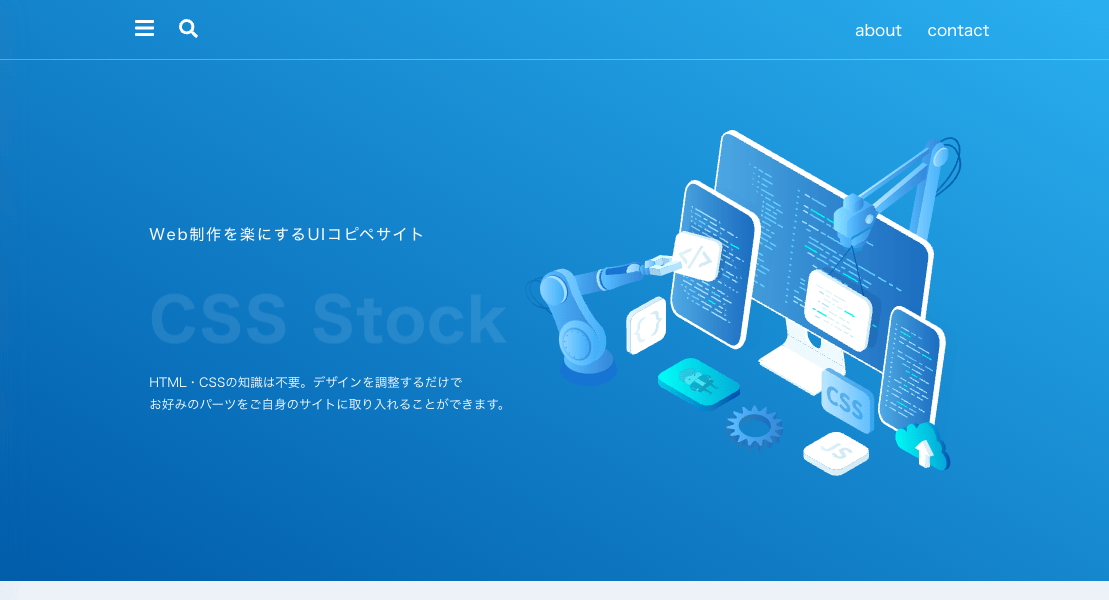 about contact
Web制作を楽にするUIコピペサイト
CSS Stock
HTML・CSSの知識は不要。デザインを調整するだけで
お好みのパーツをご自身のサイトに取り入れることができます。
</>
{}
CSS
JS